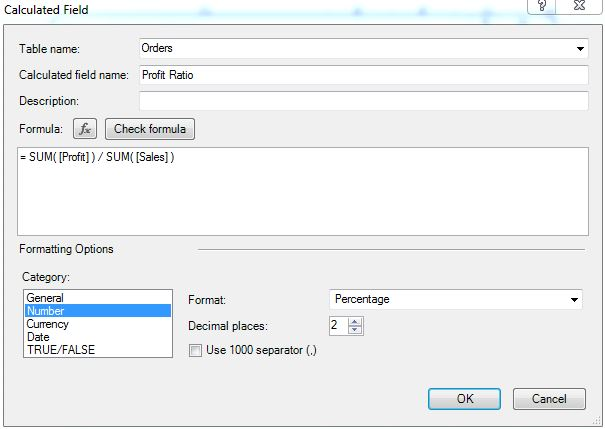 Calculated Field
?
Table name: Orders
Calculated field name: Profit Ratio
Description:
Formula: fx Check formula
= SUM( [Profit] ) / SUM( [Sales] )
Formatting Options
Category:
General
Number
Currency
Date
TRUE/FALSE
Format: Percentage
Decimal places: 2
Use 1000 separator (,)
OK Cancel